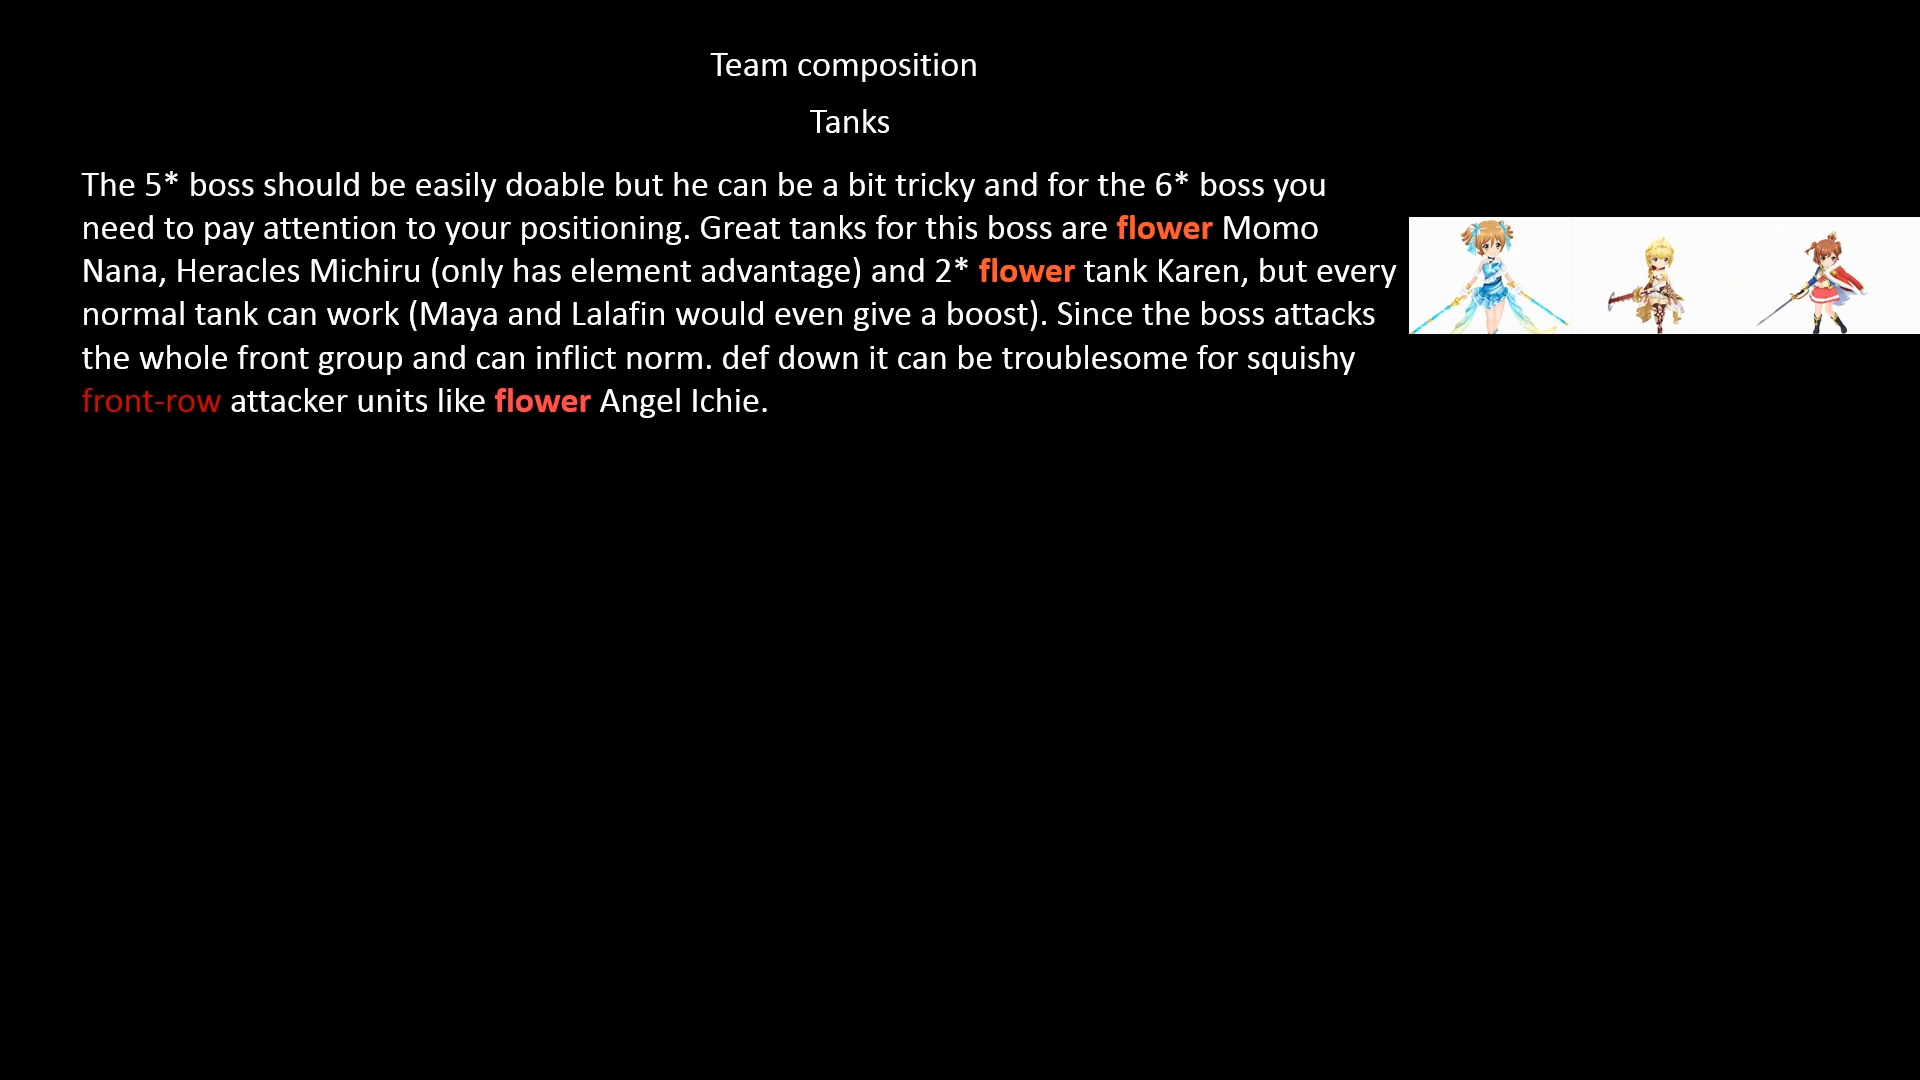 Team composition
Tanks
The 5* boss should be easily doable but he can be a bit tricky and for the 6* boss you
need to pay attention to your positioning. Great tanks for this boss are flower Momo
Nana, Heracles Michiru (only has element advantage) and 2* flower tank Karen, but every
normal tank can work (Maya and Lalafin would even give a boost). Since the boss attacks
the whole front group and can inflict norm. def down it can be troublesome for squishy
front-row attacker units like flower Angel Ichie.